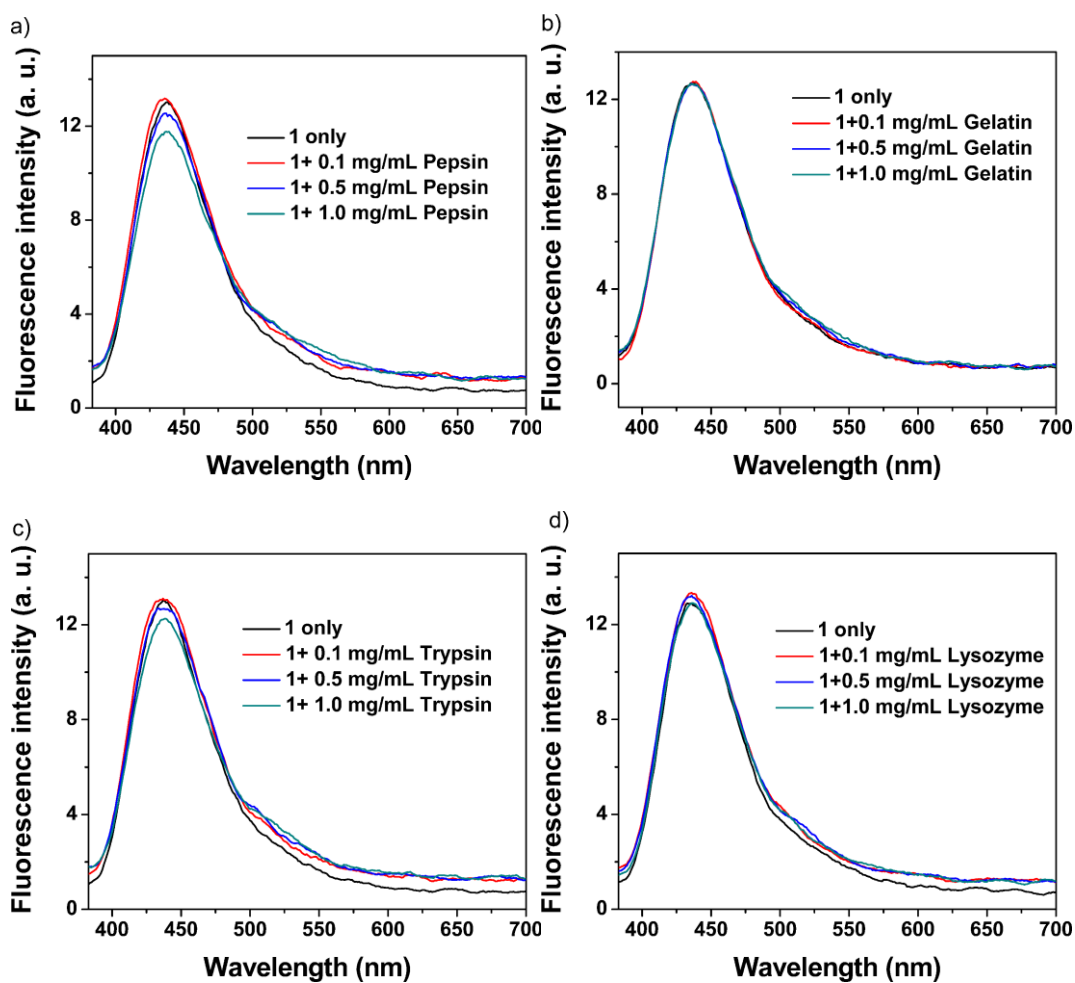 a)
Fluorescence intensity (a. u.)
12
8
4
0
1 only
1+ 0.1 mg/mL Pepsin
1+ 0.5 mg/mL Pepsin
1+ 1.0 mg/mL Pepsin
400 450 500 550 600 650 700
Wavelength (nm)
b)
Fluorescence intensity (a. u.)
12
8
4
0
1 only
1+0.1 mg/mL Gelatin
1+0.5 mg/mL Gelatin
1+1.0 mg/mL Gelatin
400 450 500 550 600 650 700
Wavelength (nm)
c)
Fluorescence intensity (a. u.)
12
8
4
0
1 only
1+ 0.1 mg/mL Trypsin
1+ 0.5 mg/mL Trypsin
1+ 1.0 mg/mL Trypsin
400 450 500 550 600 650 700
Wavelength (nm)
d)
Fluorescence intensity (a. u.)
12
8
4
0
1 only
1+0.1 mg/mL Lysozyme
1+0.5 mg/mL Lysozyme
1+1.0 mg/mL Lysozyme
400 450 500 550 600 650 700
Wavelength (nm)